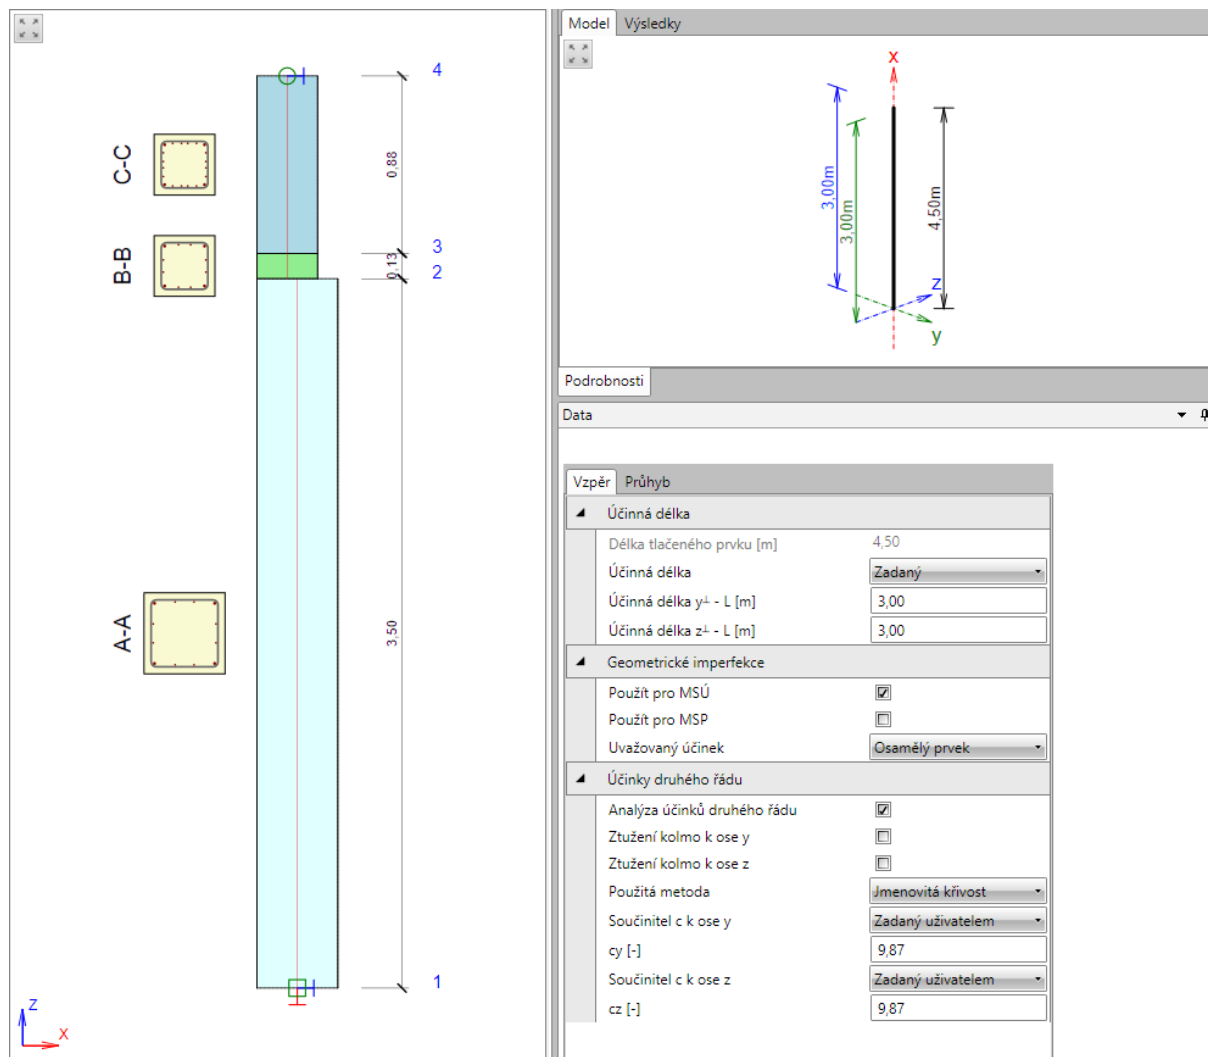 4
C-C
0,88
3
B-B
0,13
2
A-A
3,50
1
Z
X
Model Výsledky
x
3,00m
3,00m
4,50m
z
y
Podrobnosti
Data
Vzpěr Průhyb
Účinná délka
Délka tlačeného prvku [m] 4,50
Účinná délka Zadaný
Účinná délka y⊥ - L [m] 3,00
Účinná délka z⊥ - L [m] 3,00
Geometrické imperfekce
Použít pro MSÚ
Použít pro MSP
Uvažovaný účinek Osamělý prvek
Účinky druhého řádu
Analýza účinků druhého řádu
Ztužení kolmo k ose y
Ztužení kolmo k ose z
Použitá metoda Jmenovitá křivost
Součinitel c k ose y Zadaný uživatelem
cy [-] 9,87
Součinitel c k ose z Zadaný uživatelem
cz [-] 9,87